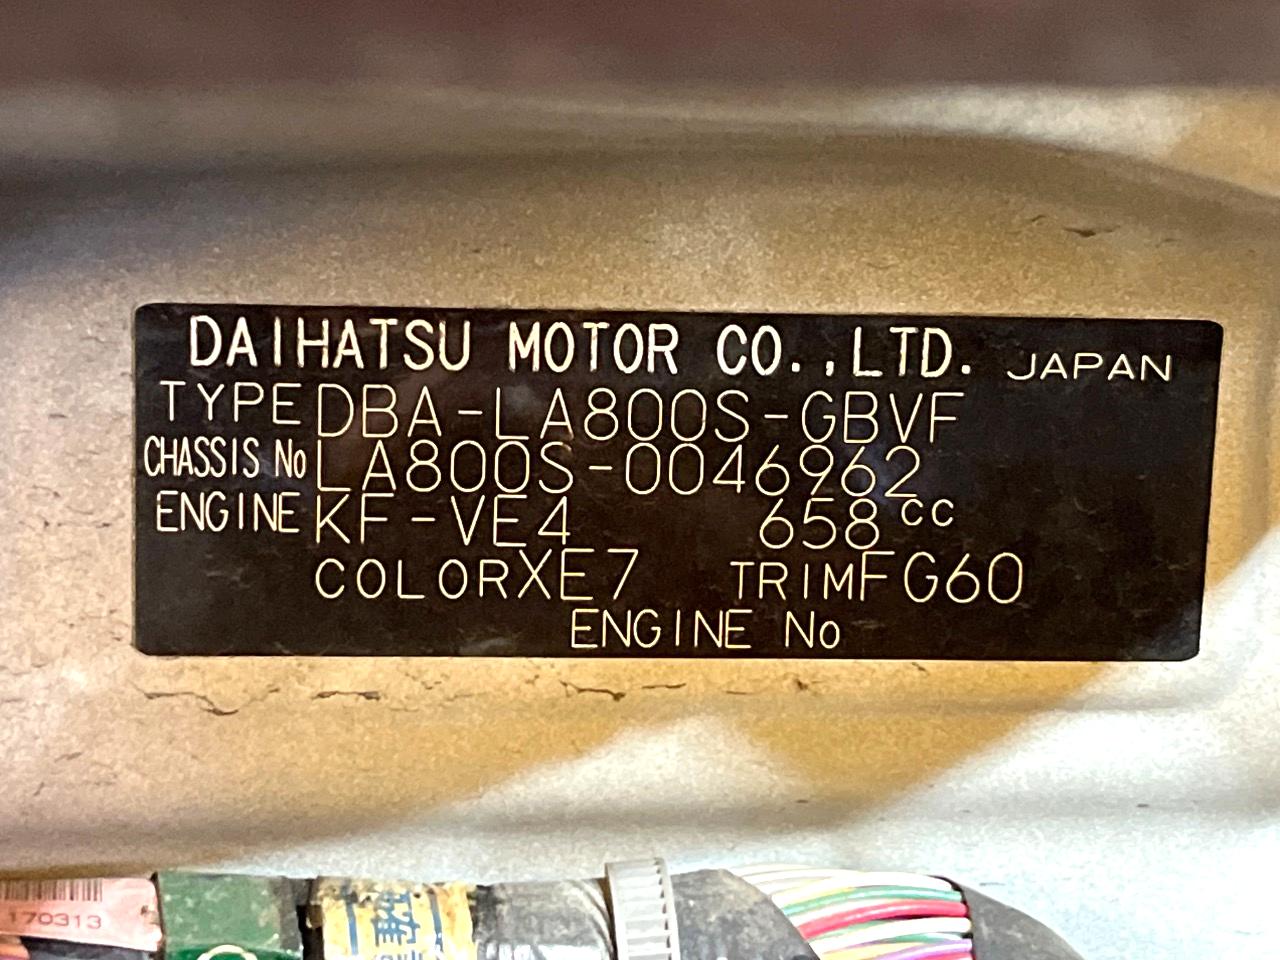 DAIHATSU MOTOR CO.,LTD. JAPAN
TYPE DBA-LA800S-GBVF
CHASSIS No LA800S-0046962
ENGINE KF-VE4 658cc
COLOR XE7 TRIM FG60
ENGINE No
170313